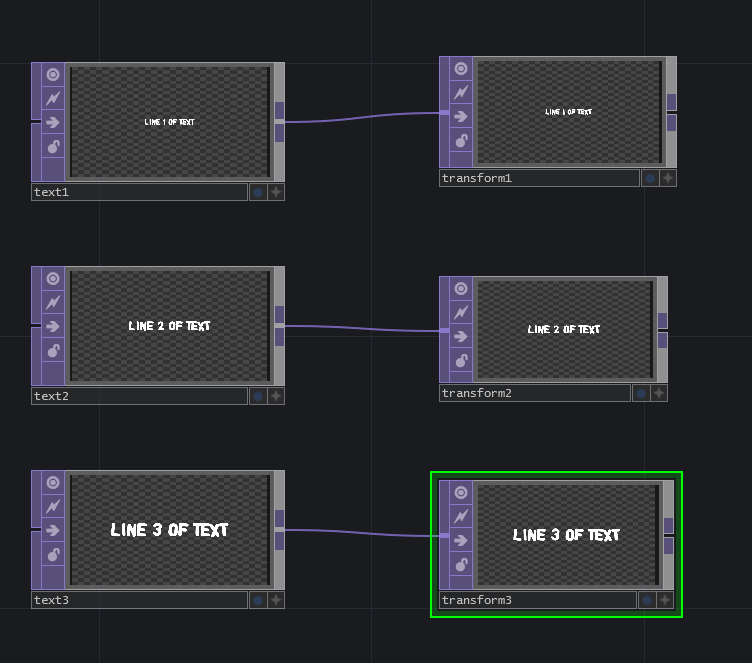 LINE 1 OF TEXT
LINE 1 OF TEXT
text1
transform1
LINE 2 OF TEXT
LINE 2 OF TEXT
text2
transform2
LINE 3 OF TEXT
LINE 3 OF TEXT
text3
transform3